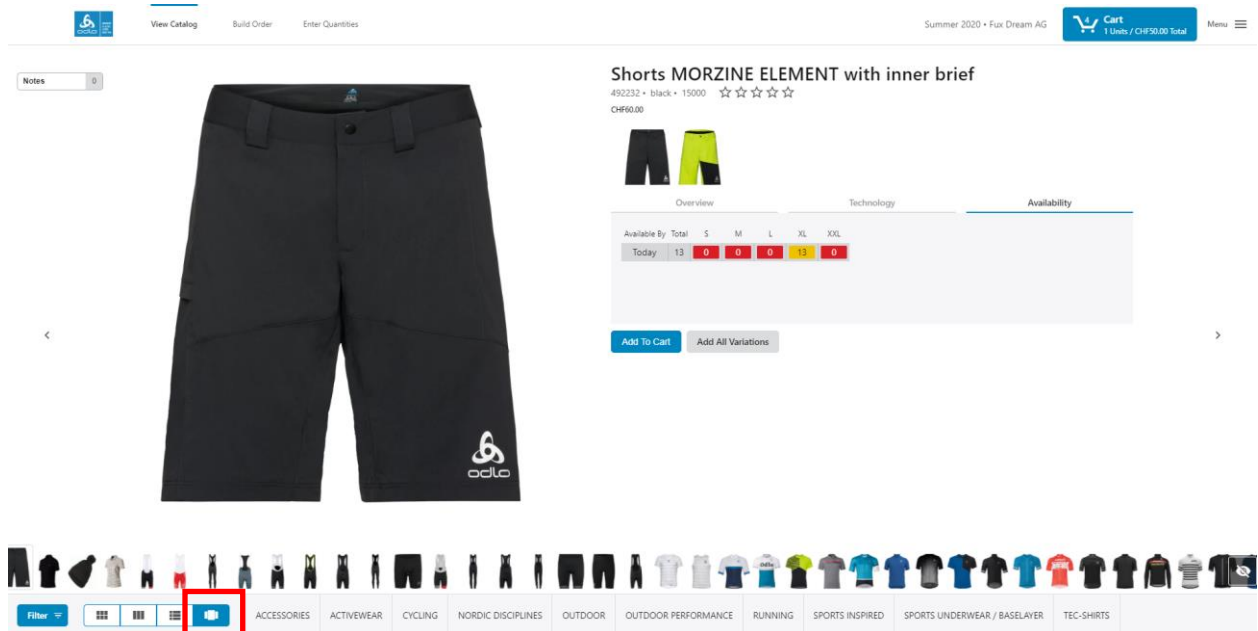 odlo
View Catalog
Build Order
Enter Quantities
Summer 2020 • Fux Dream AG
4
Cart
1 Units / CHF50.00 Total
Menu
Notes
0
Shorts MORZINE ELEMENT with inner brief
492232 • black • 15000
CHF60.00
Overview
Technology
Availability
Available By Total S M L XL XXL
Today 13 0 0 0 13 0
Add To Cart
Add All Variations
odlo
Filter
ACCESSORIES
ACTIVEWEAR
CYCLING
NORDIC DISCIPLINES
OUTDOOR
OUTDOOR PERFORMANCE
RUNNING
SPORTS INSPIRED
SPORTS UNDERWEAR / BASELAYER
TEC-SHIRTS